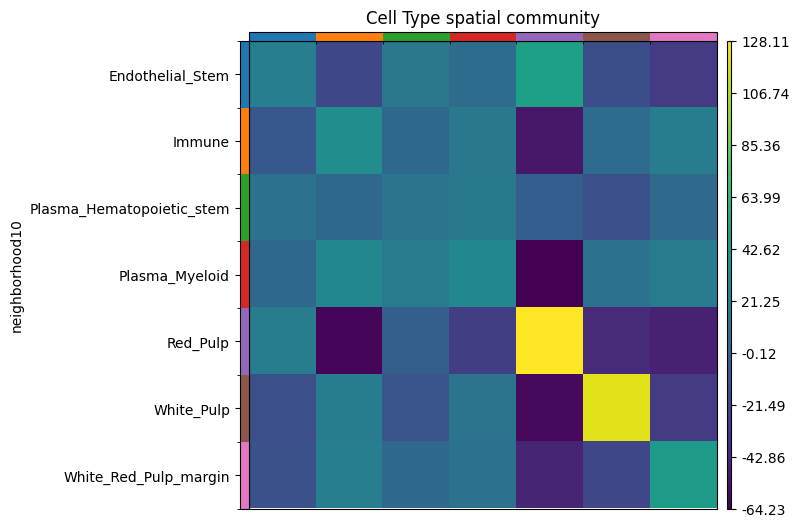 Cell Type spatial community
neighborhood10
Endothelial_Stem
Immune
Plasma_Hematopoietic_stem
Plasma_Myeloid
Red_Pulp
White_Pulp
White_Red_Pulp_margin
128.11
106.74
85.36
63.99
42.62
21.25
-0.12
-21.49
-42.86
-64.23